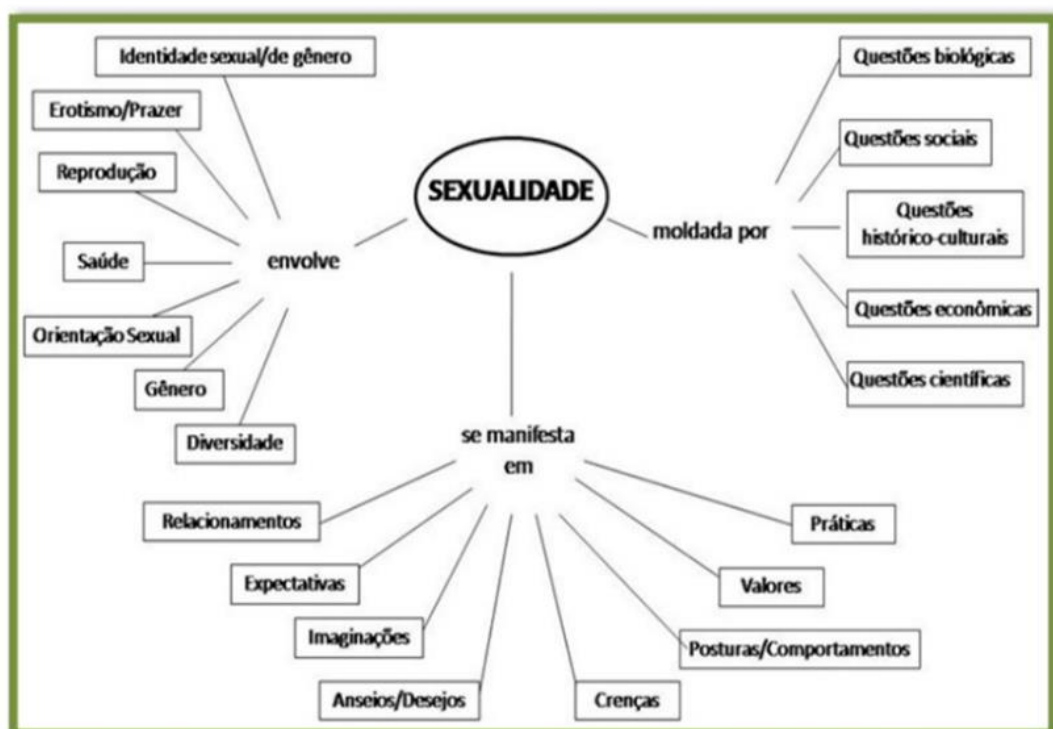 SEXUALIDADE
envolve
Identidade sexual/de gênero
Erotismo/Prazer
Reprodução
Saúde
Orientação Sexual
Gênero
Diversidade
moldada por
Questões biológicas
Questões sociais
Questões
histórico-culturais
Questões econômicas
Questões científicas
se manifesta
em
Relacionamentos
Expectativas
Imaginações
Anseios/Desejos
Crenças
Posturas/Comportamentos
Valores
Práticas